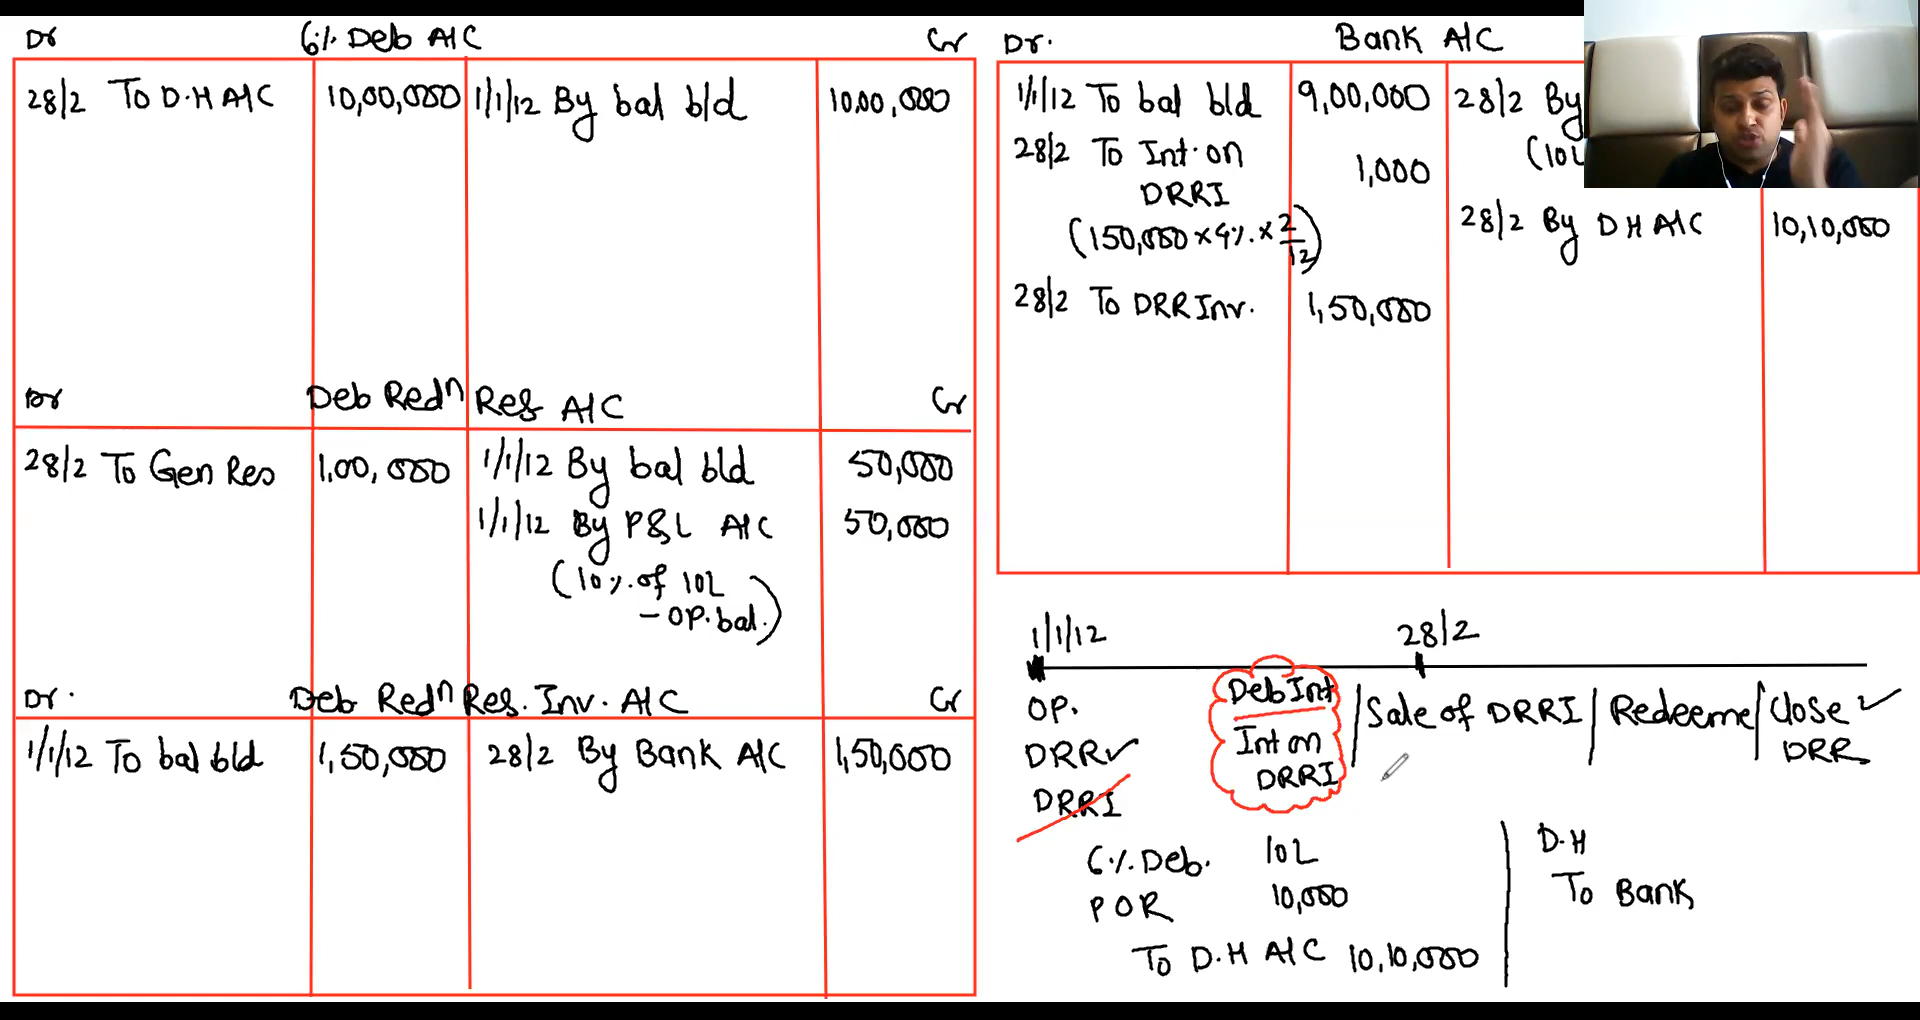 Dr 6% Deb A/C Cr
28/2 To D.H A/C 10,00,000 1/1/12 By bal b/d 10,00,000
Dr Deb Redn Res A/C Cr
28/2 To Gen Res 1,00,000 1/1/12 By bal b/d 50,000
1/1/12 By P&L A/C 50,000
(10% of 10L
- OP. bal.)
Dr. Deb Redn Res. Inv. A/C Cr
1/1/12 To bal b/d 1,50,000 28/2 By Bank A/C 1,50,000
Dr. Bank A/C
1/1/12 To bal b/d 9,00,000 28/2 By
28/2 To Int. on 1,000 (10L
DRRI
(150,000 × 4% × 2/12)
28/2 By D H A/C 10,10,000
28/2 To DRR Inv. 1,50,000
1/1/12 28/2
OP.
DRR✓
DRRI
Deb Int
Int on
DRRI
Sale of DRRI
Redeeme
Close ✓
DRR
6% Deb. 10L
P O R 10,000
To D.H A/C 10,10,000
D.H
To Bank